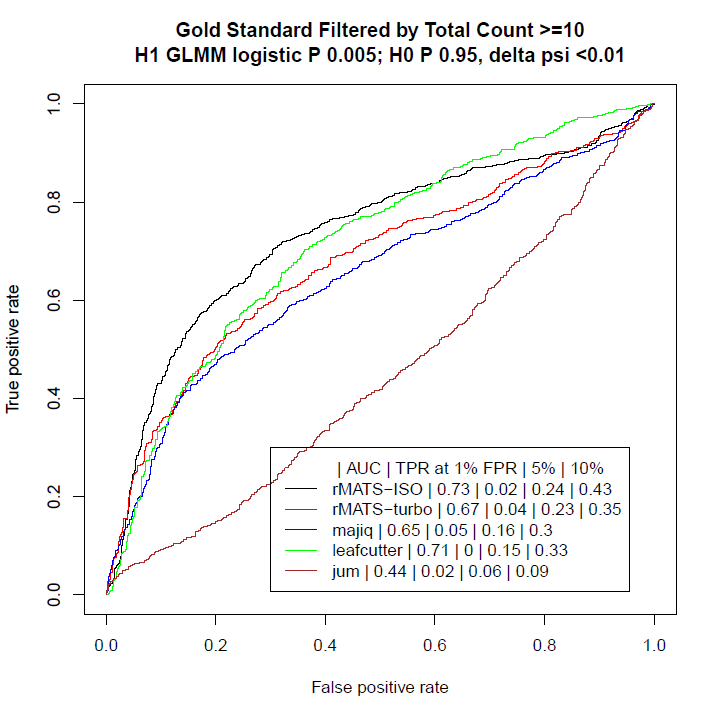 Gold Standard Filtered by Total Count >=10
H1 GLMM logistic P 0.005; H0 P 0.95, delta psi <0.01
1.0
0.8
0.6
0.4
0.2
0.0
True positive rate
| AUC | TPR at 1% FPR | 5% | 10%
rMATS−ISO | 0.73 | 0.02 | 0.24 | 0.43
rMATS−turbo | 0.67 | 0.04 | 0.23 | 0.35
majiq | 0.65 | 0.05 | 0.16 | 0.3
leafcutter | 0.71 | 0 | 0.15 | 0.33
jum | 0.44 | 0.02 | 0.06 | 0.09
0.0 0.2 0.4 0.6 0.8 1.0
False positive rate